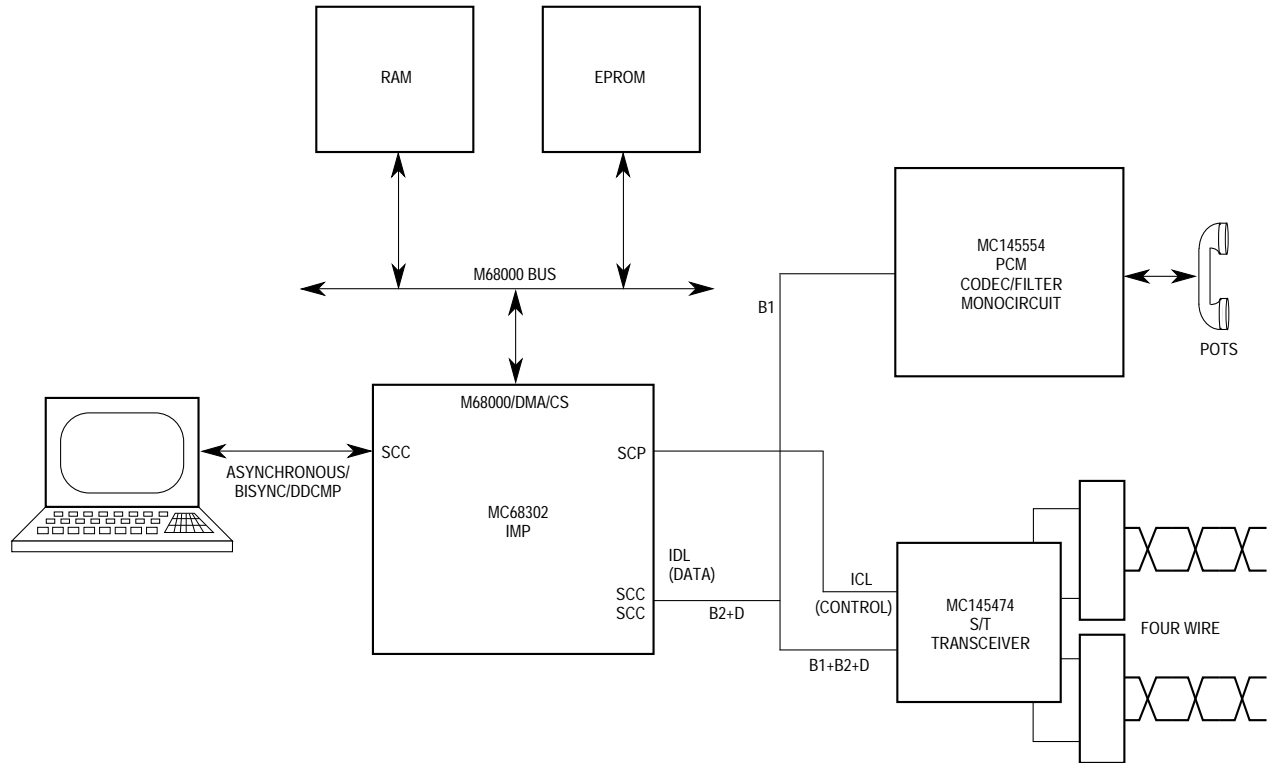 RAM
EPROM
M68000 BUS
MC145554
PCM
CODEC/FILTER
MONOCIRCUIT
B1
POTS
M68000/DMA/CS
SCC
SCP
ASYNCHRONOUS/
BISYNC/DDCMP
MC68302
IMP
IDL
(DATA)
SCC
SCC
B2+D
ICL
(CONTROL)
B1+B2+D
MC145474
S/T
TRANSCEIVER
FOUR WIRE